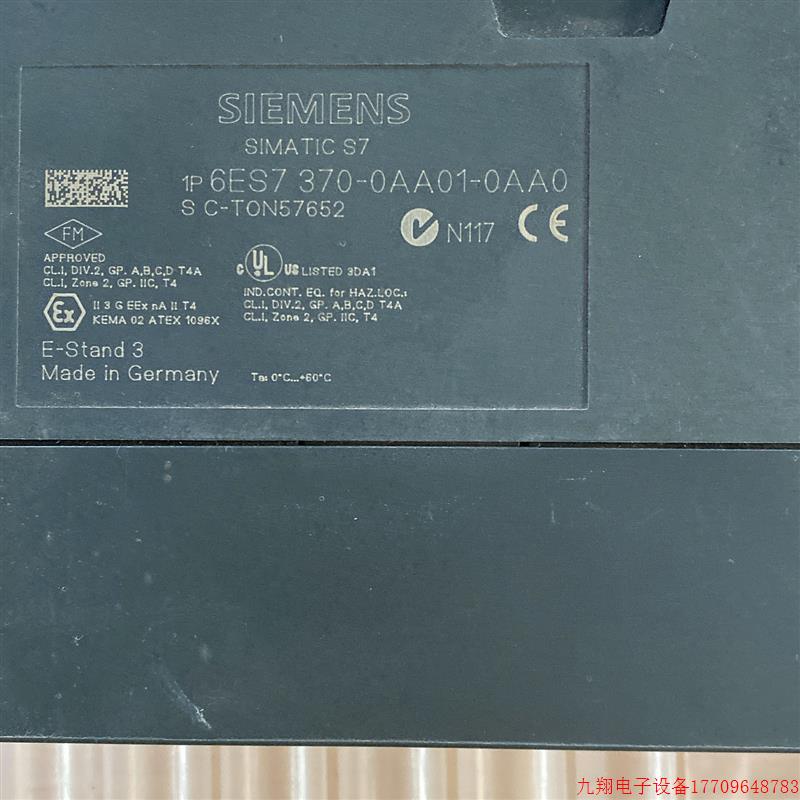 SIEMENS
SIMATIC S7
1P 6ES7 370-0AA01-0AA0
S C-TON57652
N117 CE
FM
APPROVED
CL.I, DIV.2, GP. A,B,C,D T4A
CL.I, Zone 2, GP. IIC, T4
C UL US LISTED 3DA1
IND.CONT. EQ. for HAZ.LOC.:
CL.I, DIV.2, GP. A,B,C,D T4A
CL.I, Zone 2, GP. IIC, T4
Ex II 3 G EEx nA II T4
KEMA 02 ATEX 1096X
E-Stand 3
Made in Germany
Ta: 0°C...+60°C
九翔电子设备17709648783